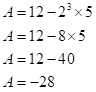 A = 12 − 2³ × 5
A = 12 − 8 × 5
A = 12 − 40
A = −28